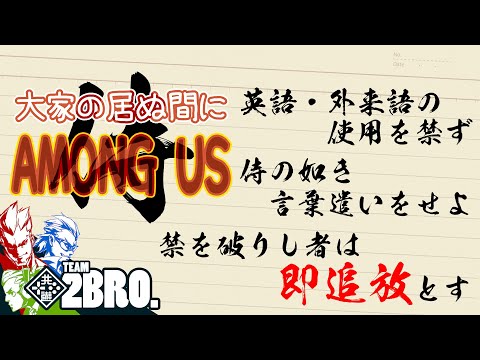 大家の居ぬ間に
AMONG US
侍
英語・外来語の
使用を禁ず
侍の如き
言葉遣いをせよ
禁を破りし者は
即追放とす
TEAM
2BRO.